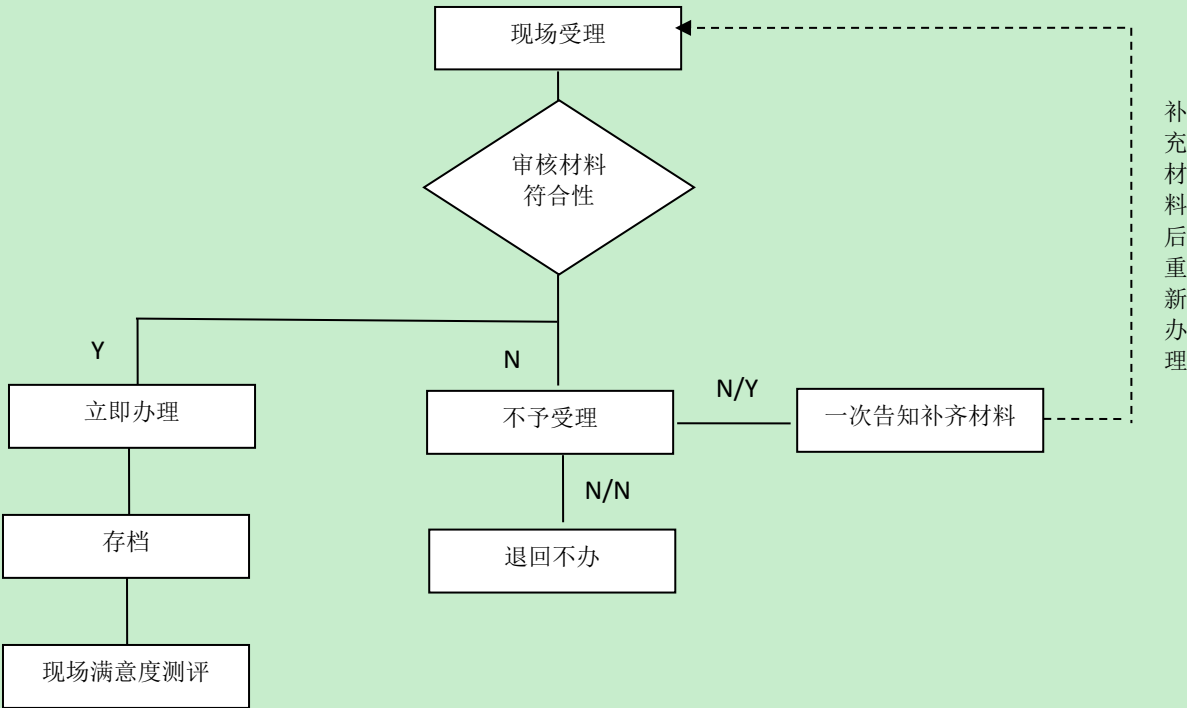 现场受理
审核材料
符合性
补充材料后重新办理
Y
N
N/Y
立即办理
不予受理
一次告知补齐材料
N/N
存档
退回不办
现场满意度测评